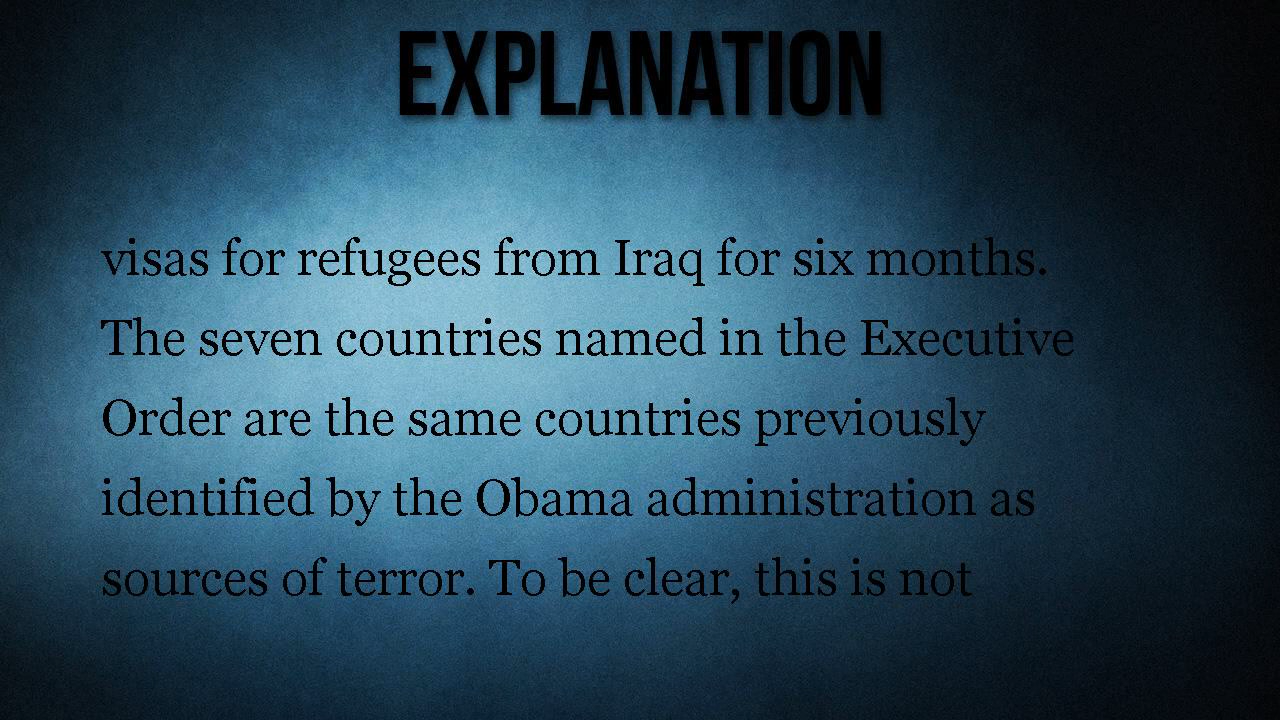 EXPLANATION
visas for refugees from Iraq for six months.
The seven countries named in the Executive
Order are the same countries previously
identified by the Obama administration as
sources of terror. To be clear, this is not